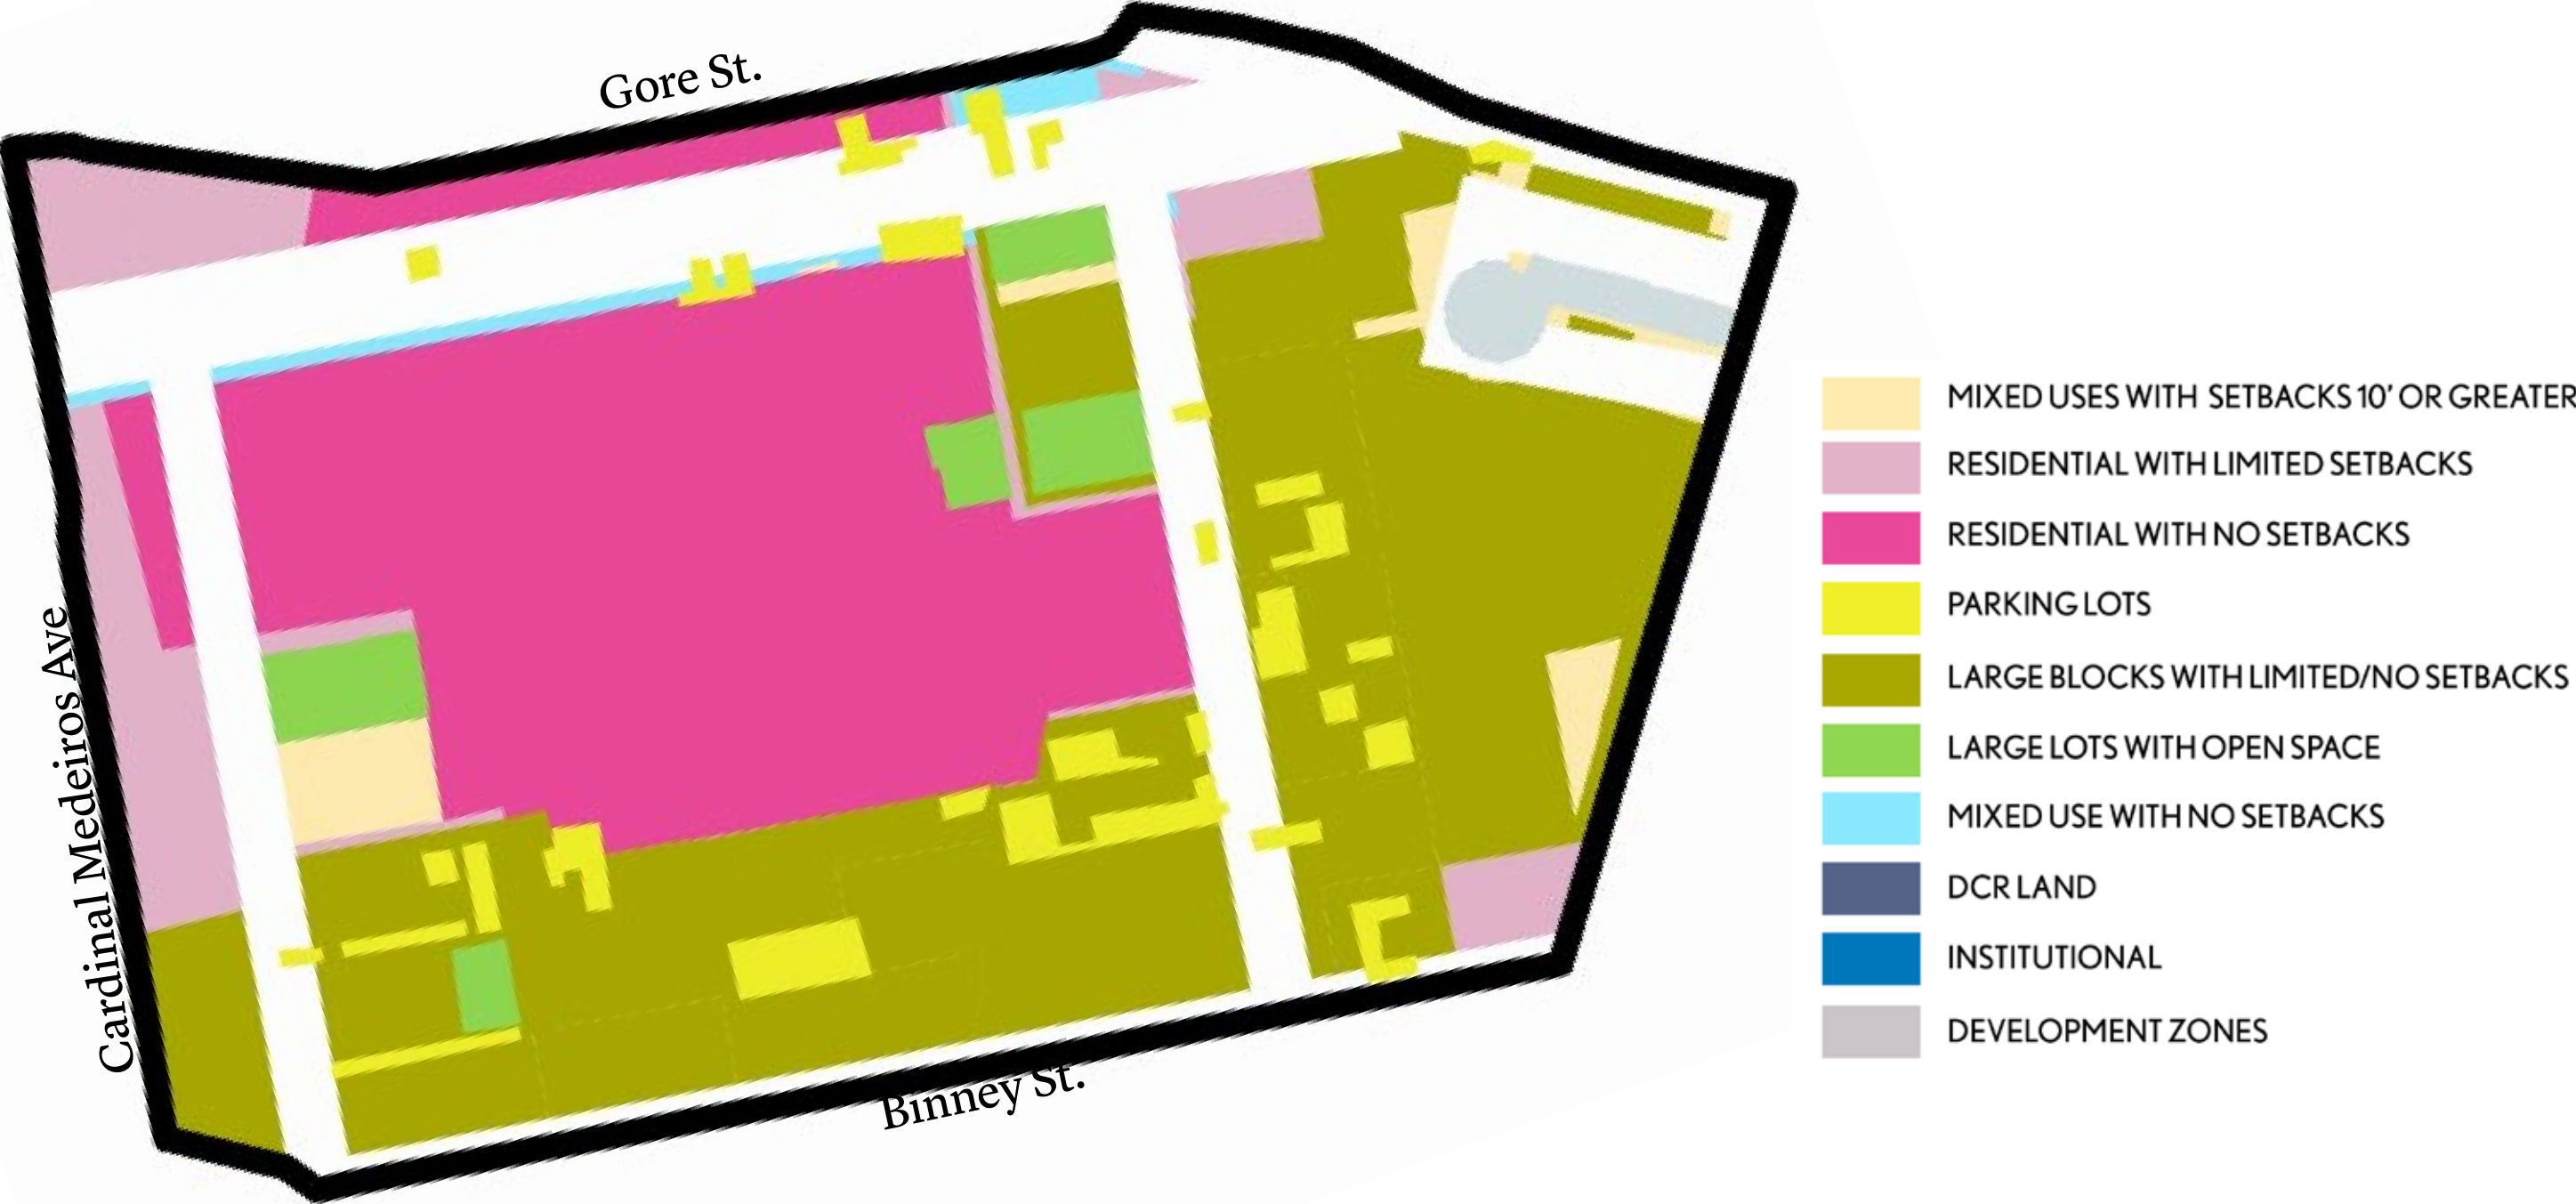 Gore St.
Cardinal Medeiros Ave
Binney St.
MIXED USES WITH SETBACKS 10’ OR GREATER
RESIDENTIAL WITH LIMITED SETBACKS
RESIDENTIAL WITH NO SETBACKS
PARKING LOTS
LARGE BLOCKS WITH LIMITED/NO SETBACKS
LARGE LOTS WITH OPEN SPACE
MIXED USE WITH NO SETBACKS
DCR LAND
INSTITUTIONAL
DEVELOPMENT ZONES